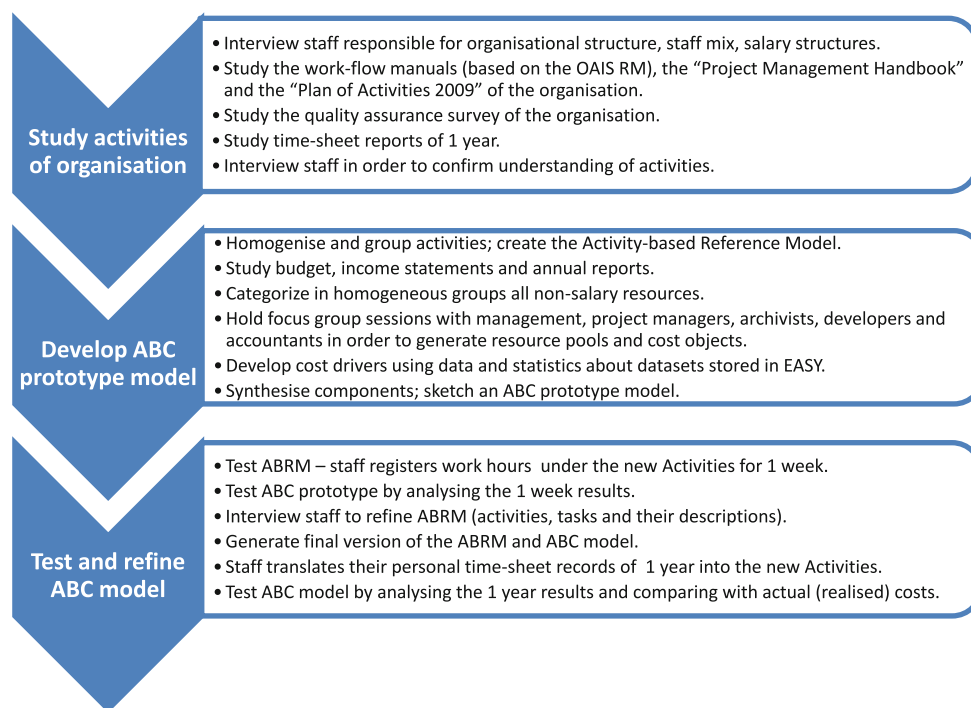 Study activities
of organisation
• Interview staff responsible for organisational structure, staff mix, salary structures.
• Study the work-flow manuals (based on the OAIS RM), the “Project Management Handbook”
and the “Plan of Activities 2009” of the organisation.
• Study the quality assurance survey of the organisation.
• Study time-sheet reports of 1 year.
• Interview staff in order to confirm understanding of activities.
Develop ABC
prototype model
• Homogenise and group activities; create the Activity-based Reference Model.
• Study budget, income statements and annual reports.
• Categorize in homogeneous groups all non-salary resources.
• Hold focus group sessions with management, project managers, archivists, developers and
accountants in order to generate resource pools and cost objects.
• Develop cost drivers using data and statistics about datasets stored in EASY.
• Synthesise components; sketch an ABC prototype model.
Test and refine
ABC model
• Test ABRM – staff registers work hours under the new Activities for 1 week.
• Test ABC prototype by analysing the 1 week results.
• Interview staff to refine ABRM (activities, tasks and their descriptions).
• Generate final version of the ABRM and ABC model.
• Staff translates their personal time-sheet records of 1 year into the new Activities.
• Test ABC model by analysing the 1 year results and comparing with actual (realised) costs.